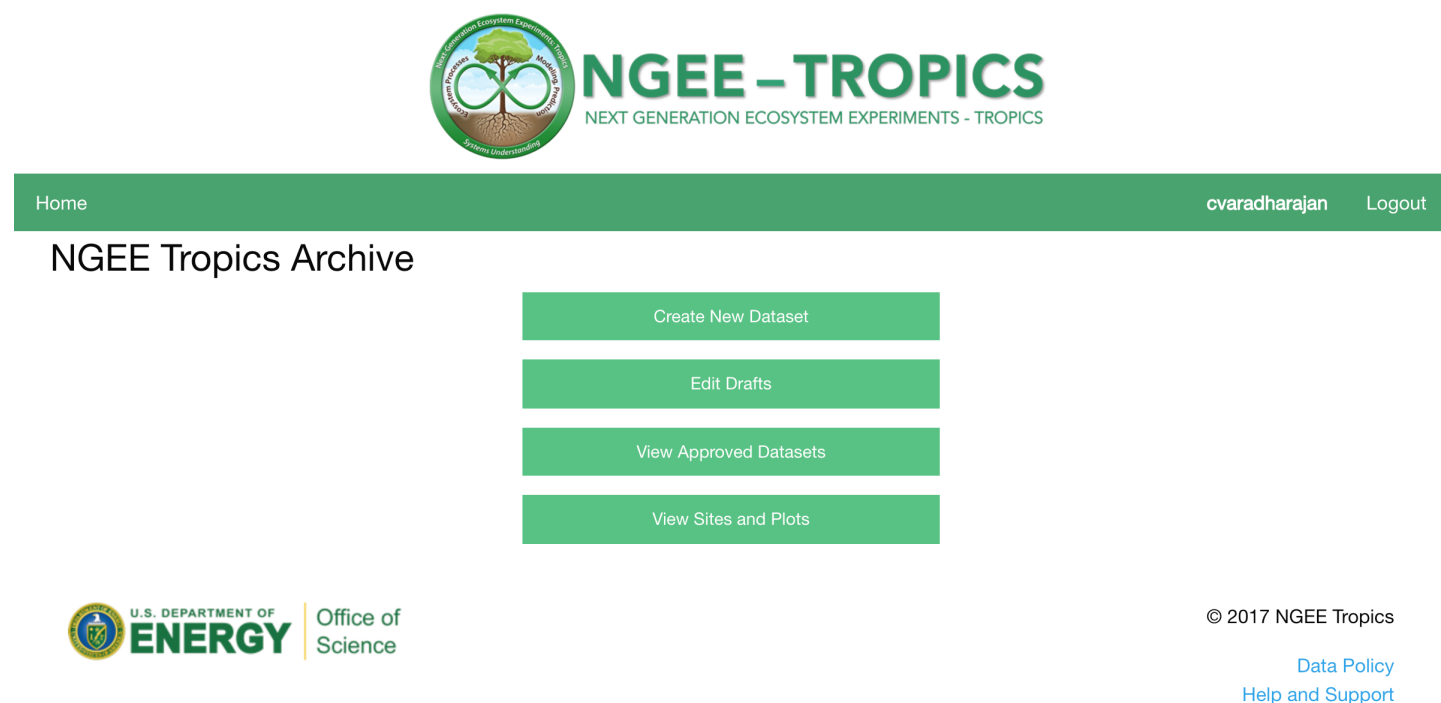 Next-Generation Ecosystem Experiments-Tropics
Ecosystem Processes
Modeling, Prediction
Systems Understanding
NGEE – TROPICS
NEXT GENERATION ECOSYSTEM EXPERIMENTS - TROPICS
Home
cvaradharajan
Logout
NGEE Tropics Archive
Create New Dataset
Edit Drafts
View Approved Datasets
View Sites and Plots
U.S. DEPARTMENT OF
ENERGY
Office of
Science
© 2017 NGEE Tropics
Data Policy
Help and Support